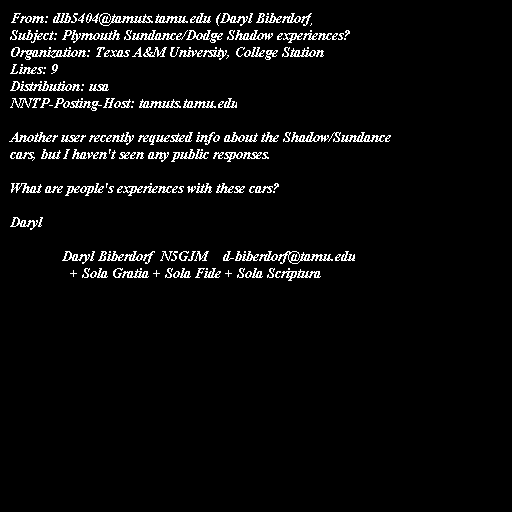 From: dlb5404@tamuts.tamu.edu (Daryl Biberdorf)
Subject: Plymouth Sundance/Dodge Shadow experiences?
Organization: Texas A&M University, College Station
Lines: 9
Distribution: usa
NNTP-Posting-Host: tamuts.tamu.edu
Another user recently requested info about the Shadow/Sundance
cars, but I haven't seen any public responses.
What are people's experiences with these cars?
Daryl
Daryl Biberdorf N5GJM d-biberdorf@tamu.edu
+ Sola Gratia + Sola Fide + Sola Scriptura